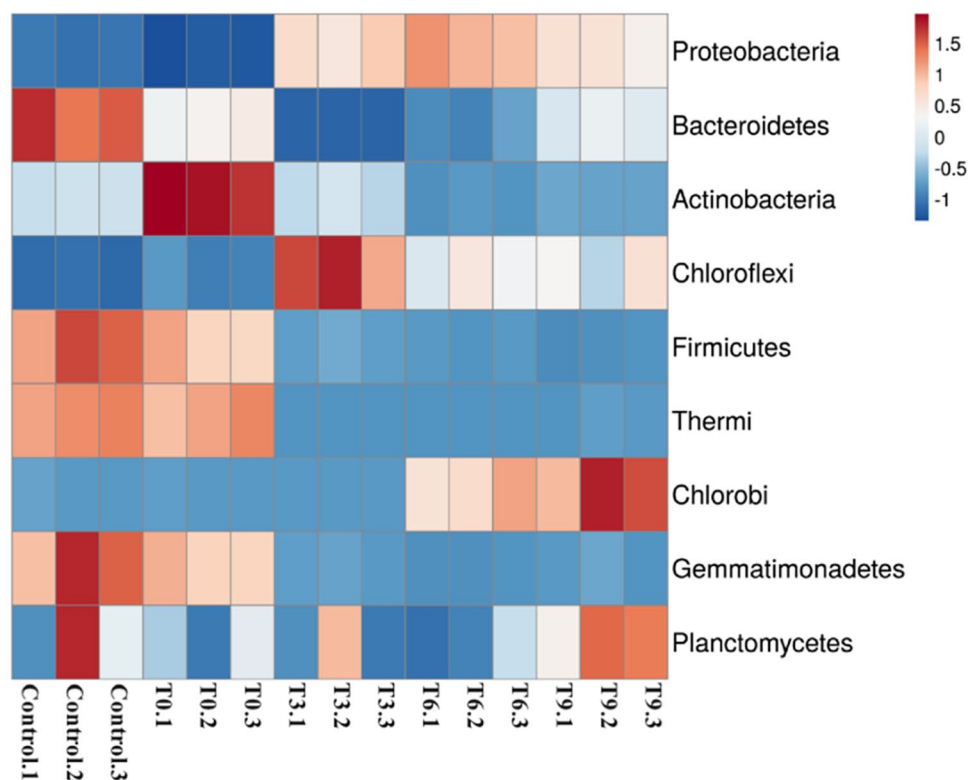 1.5
Proteobacteria
1
0.5
Bacteroidetes
0
-0.5
Actinobacteria
-1
Chloroflexi
Firmicutes
Thermi
Chlorobi
Gemmatimonadetes
Planctomycetes
Control.1
Control.2
Control.3
T0.1
T0.2
T0.3
T3.1
T3.2
T3.3
T6.1
T6.2
T6.3
T9.1
T9.2
T9.3